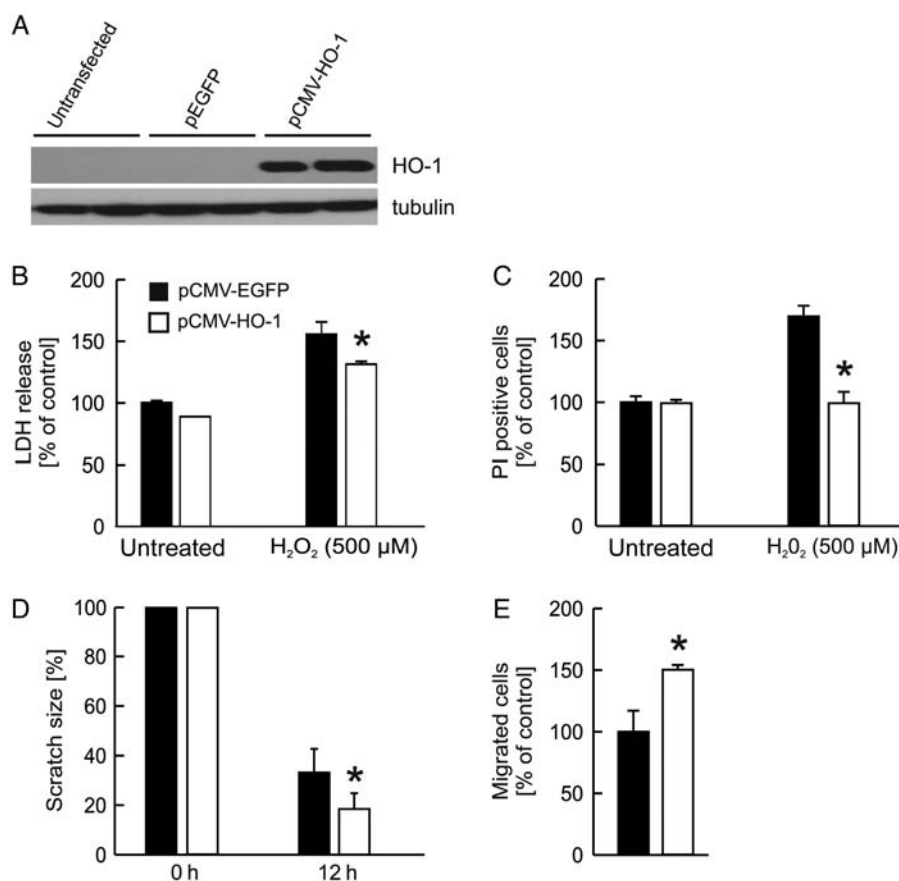 A
Untransfected
pEGFP
pCMV-HO-1
HO-1
tubulin
B
200
150
100
50
0
LDH release
[% of control]
pCMV-EGFP
pCMV-HO-1
*
Untreated
H₂O₂ (500 µM)
C
200
150
100
50
0
PI positive cells
[% of control]
*
Untreated
H₂0₂ (500 µM)
D
100
80
60
40
20
0
Scratch size [%]
*
0 h
12 h
E
200
150
100
50
0
Migrated cells
[% of control]
*